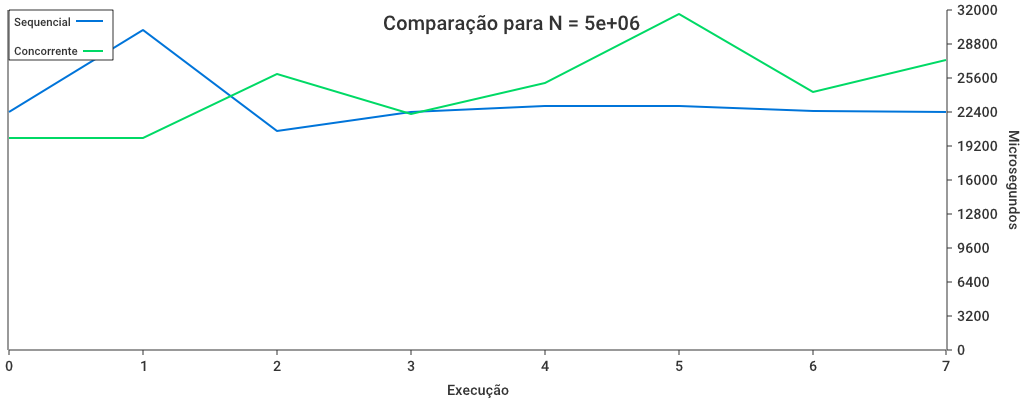 Comparação para N = 5e+06
Sequencial
Concorrente
32000
28800
25600
22400
19200
16000
12800
9600
6400
3200
0
Microsegundos
0 1 2 3 4 5 6 7
Execução